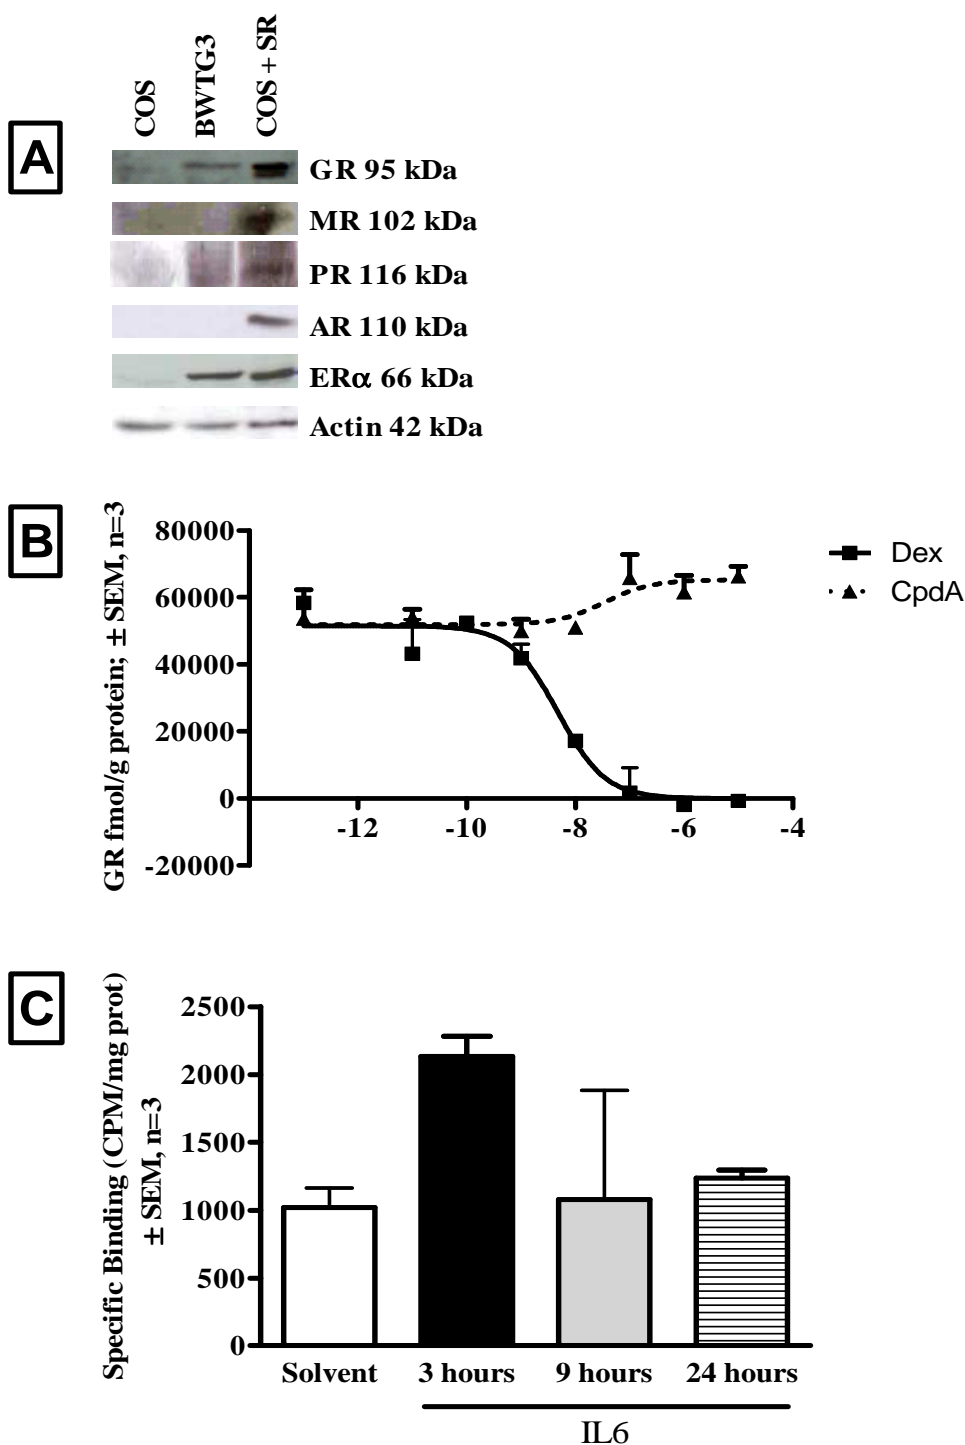 A
COS
BWTG3
COS + SR
GR 95 kDa
MR 102 kDa
PR 116 kDa
AR 110 kDa
ERα 66 kDa
Actin 42 kDa
B
GR fmol/g protein; ± SEM, n=3
80000
60000
40000
20000
0
-20000
-12
-10
-8
-6
-4
Dex
CpdA
C
Specific Binding (CPM/mg prot)
± SEM, n=3
2500
2000
1500
1000
500
0
Solvent
3 hours
9 hours
24 hours
IL6